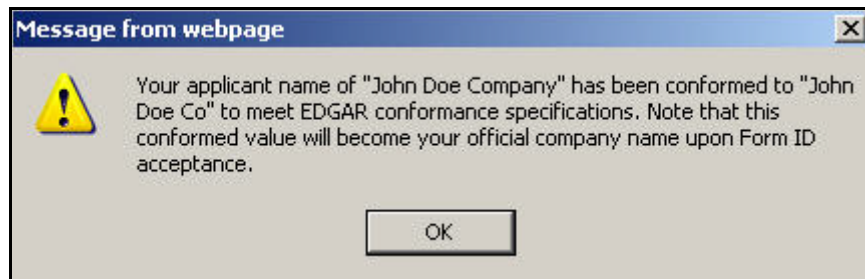 Message from webpage
Your applicant name of "John Doe Company" has been conformed to "John
Doe Co" to meet EDGAR conformance specifications. Note that this
conformed value will become your official company name upon Form ID
acceptance.
OK